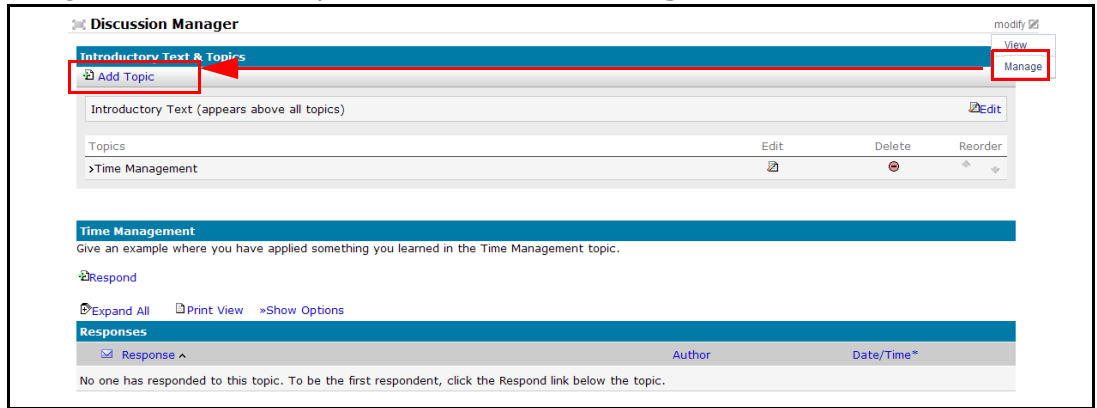 Discussion Manager
modify
View
Manage
Introductory Text & Topics
Add Topic
Introductory Text (appears above all topics)
Edit
Topics Edit Delete Reorder
>Time Management
Time Management
Give an example where you have applied something you learned in the Time Management topic.
Respond
Expand All Print View »Show Options
Responses
Response Author Date/Time*
No one has responded to this topic. To be the first respondent, click the Respond link below the topic.